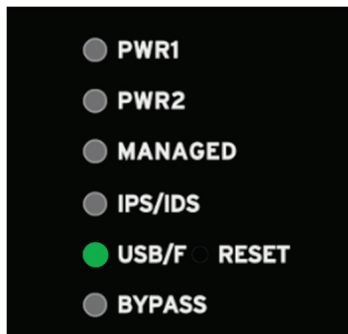 PWR1
PWR2
MANAGED
IPS/IDS
USB/F RESET
BYPASS